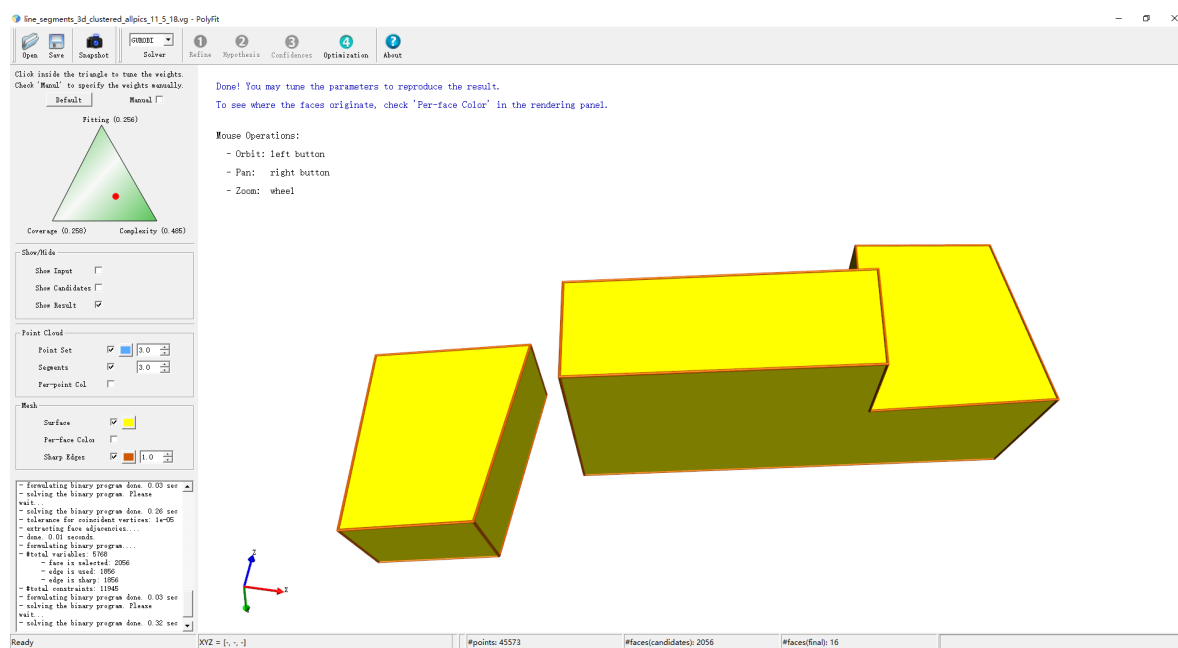 line_segments_3d_clustered_allpics_11_5_18.vg - PolyFit
GUROBI
1 2 3 4 ?
Open Save Snapshot Solver Refine Hypothesis Confidences Optimization About
Click inside the triangle to tune the weights.
Check 'Manul' to specify the weights manually.
Default Manual
Fitting (0.256)
Coverage (0.258) Complexity (0.485)
Show/Hide
Show Input
Show Candidates
Show Result
Point Cloud
Point Set 3.0
Segments 3.0
Per-point Col
Mesh
Surface
Per-face Color
Sharp Edges 1.0
- formulating binary program done. 0.03 sec
- solving the binary program. Please
wait...
- solving the binary program done. 0.26 sec
- tolerance for coincident vertices: 1e-05
- extracting face adjacencies....
- done. 0.01 seconds.
- formulating binary program....
- #total variables: 5768
- face is selected: 2056
- edge is used: 1856
- edge is sharp: 1856
- #total constraints: 11945
- formulating binary program done. 0.03 sec
- solving the binary program. Please
wait...
- solving the binary program done. 0.32 sec
Done! You may tune the parameters to reproduce the result.
To see where the faces originate, check 'Per-face Color' in the rendering panel.
Mouse Operations:
- Orbit: left button
- Pan: right button
- Zoom: wheel
Z
X
Ready XYZ = [-, -, -] #points: 45573 #faces(candidates): 2056 #faces(final): 16